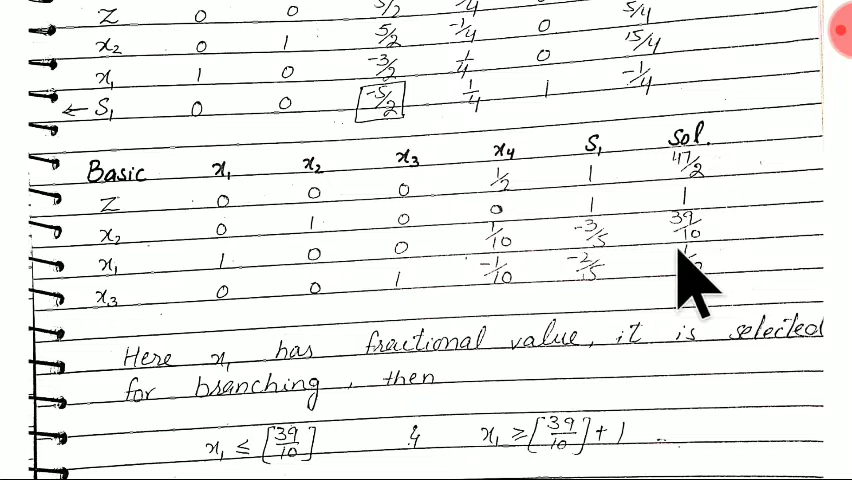 Z 0 0 5/2 -1/4 0 5/4
x₂ 0 1 5/2 -1/4 0 15/4
x₁ 1 0 -3/2 1/4 0
← S₁ 0 0 -5/2 1/4 1 -1/4
Basic x₁ x₂ x₃ x₄ S₁ Sol.
Z 0 0 0 1/2 1 47/2
x₂ 0 1 0 0 1 1
x₁ 1 0 0 1/10 -3/5 39/10
x₃ 0 0 1 -1/10 -2/5
Here x₁ has fractional value, it is selected
for branching, then
x₁ ≤ [39/10] & x₁ ≥ [39/10] + 1